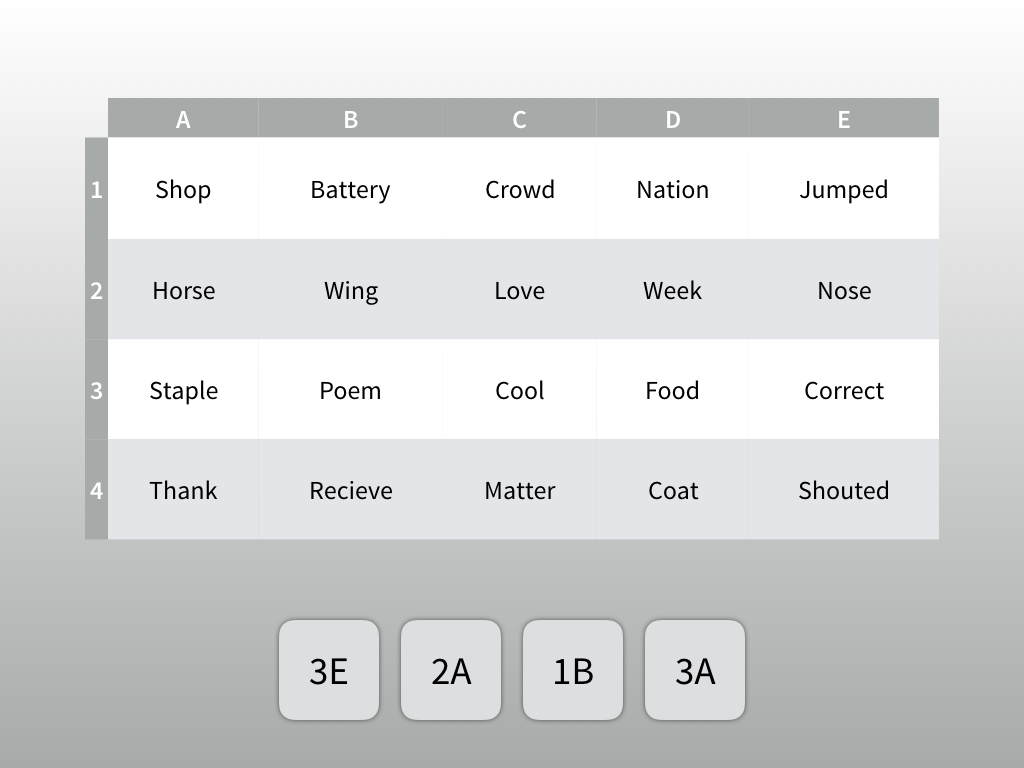 A B C D E
1 Shop Battery Crowd Nation Jumped
2 Horse Wing Love Week Nose
3 Staple Poem Cool Food Correct
4 Thank Recieve Matter Coat Shouted
3E 2A 1B 3A